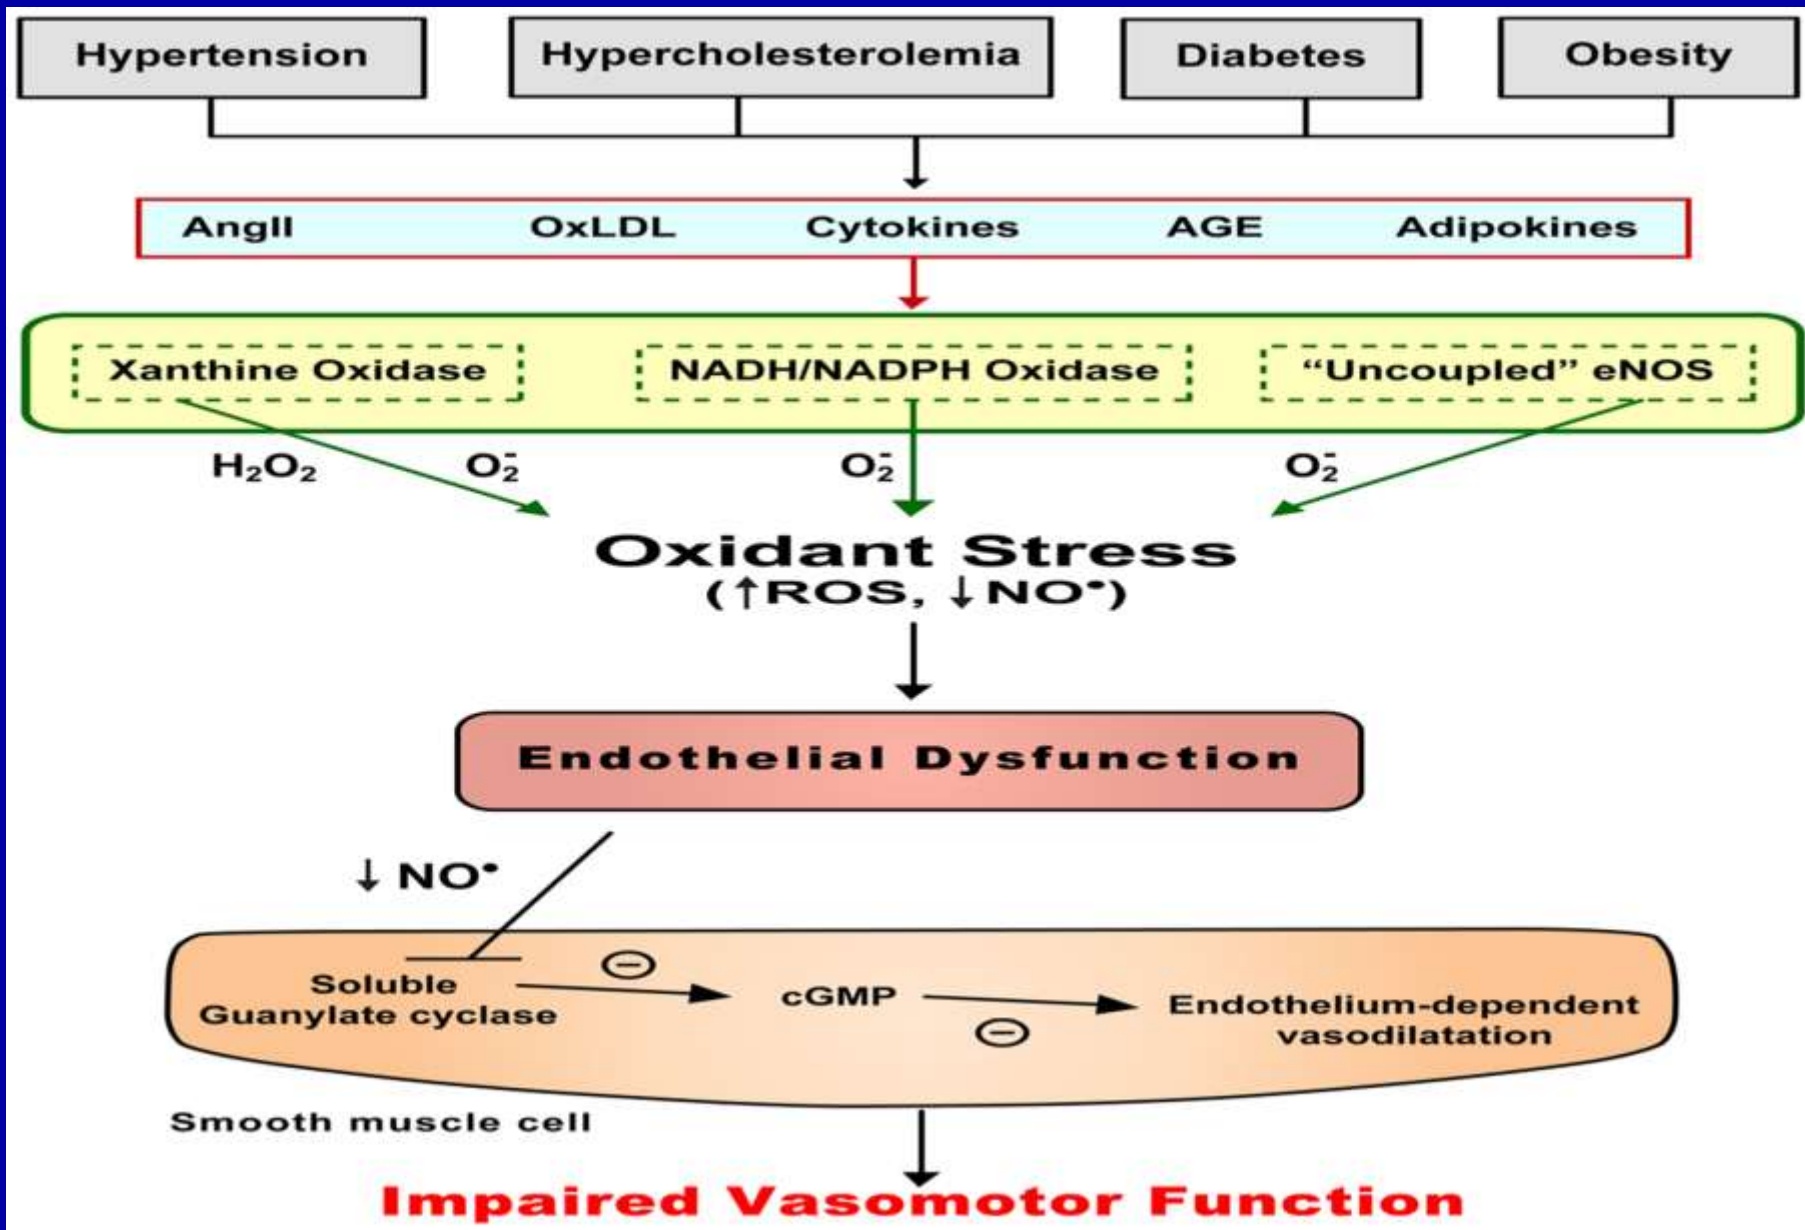 Hypertension
Hypercholesterolemia
Diabetes
Obesity
AngII OxLDL Cytokines AGE Adipokines
Xanthine Oxidase
NADH/NADPH Oxidase
“Uncoupled” eNOS
H₂O₂ O₂⁻ O₂⁻ O₂⁻
Oxidant Stress
(↑ROS, ↓NO•)
Endothelial Dysfunction
↓ NO•
Soluble
Guanylate cyclase
⊖
cGMP
⊖
Endothelium-dependent
vasodilatation
Smooth muscle cell
Impaired Vasomotor Function